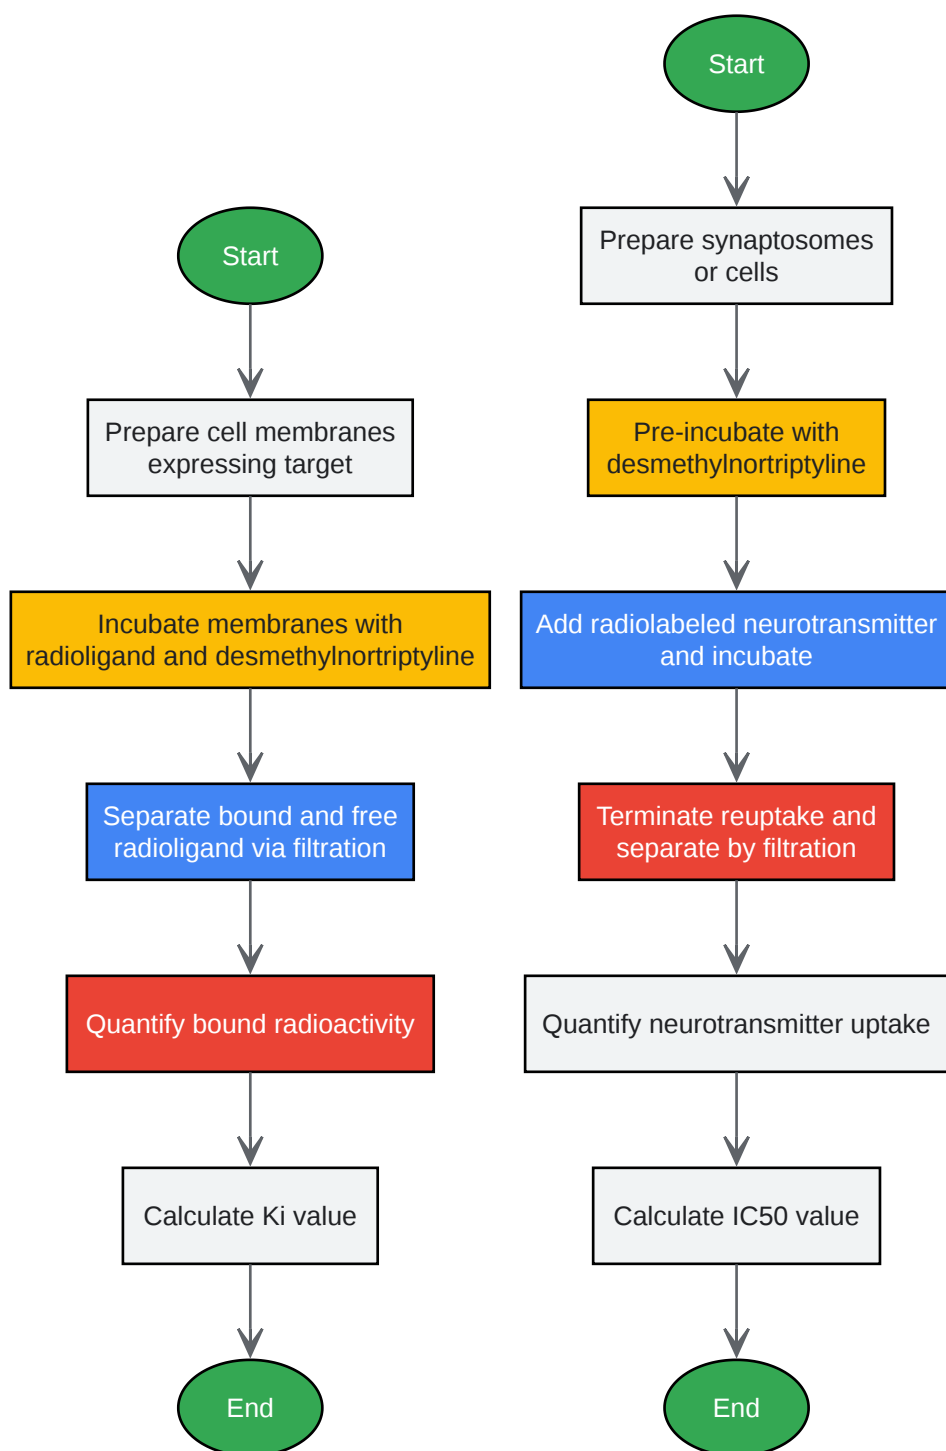 Start
Prepare cell membranes
expressing target
Incubate membranes with
radioligand and desmethylnortriptyline
Separate bound and free
radioligand via filtration
Quantify bound radioactivity
Calculate Ki value
End
Start
Prepare synaptosomes
or cells
Pre-incubate with
desmethylnortriptyline
Add radiolabeled neurotransmitter
and incubate
Terminate reuptake and
separate by filtration
Quantify neurotransmitter uptake
Calculate IC50 value
End